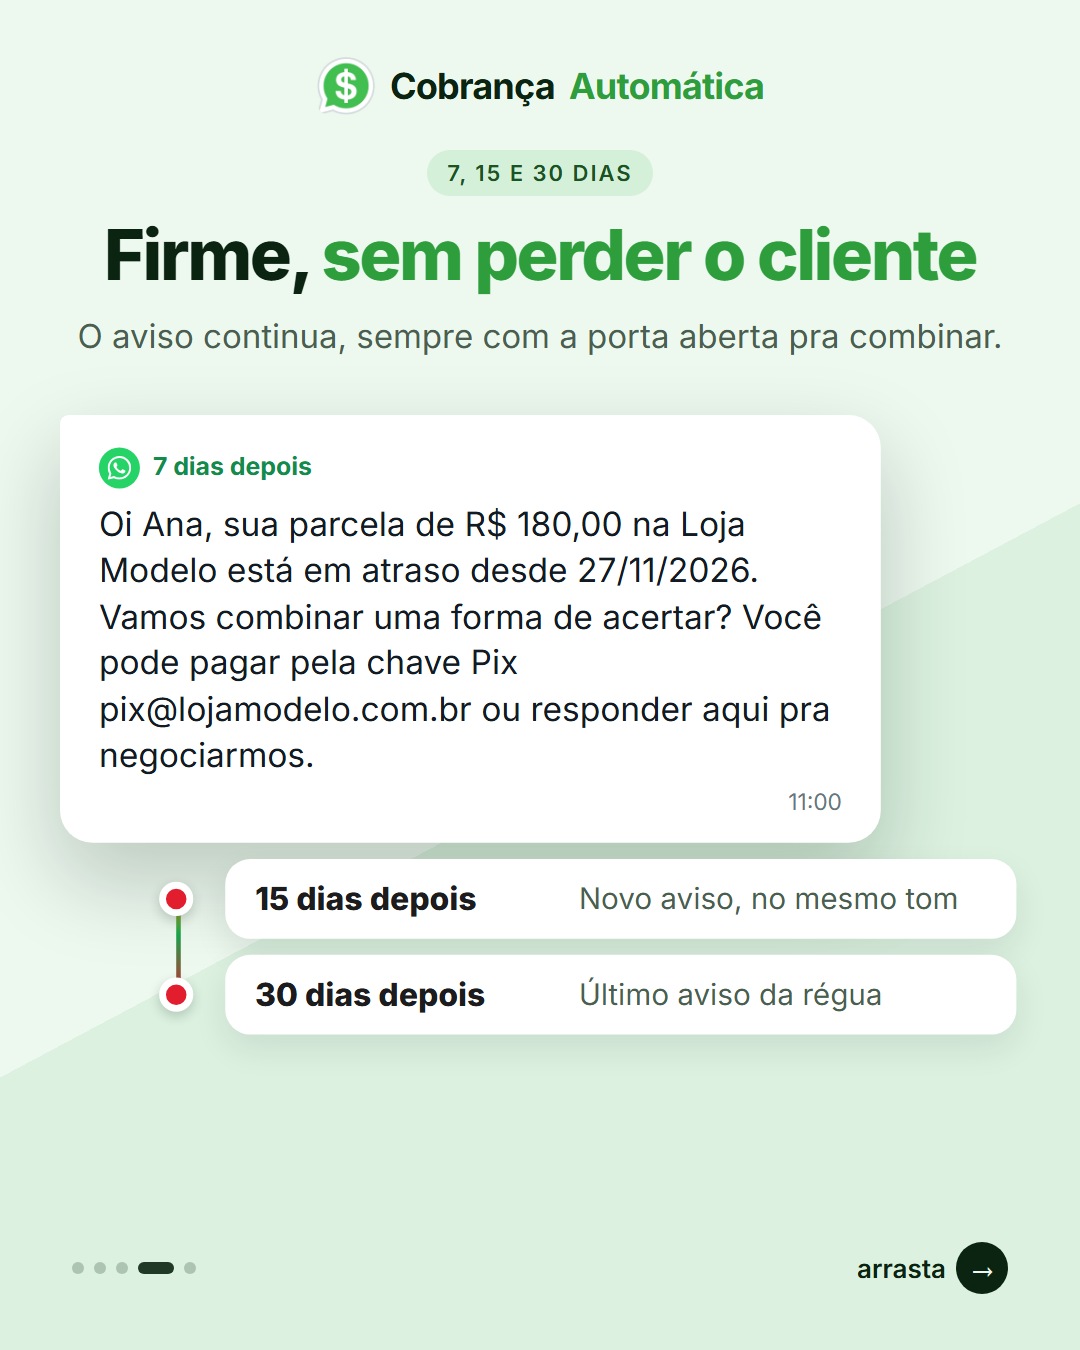 $ Cobrança Automática
7, 15 E 30 DIAS
Firme, sem perder o cliente
O aviso continua, sempre com a porta aberta pra combinar.
7 dias depois
Oi Ana, sua parcela de R$ 180,00 na Loja
Modelo está em atraso desde 27/11/2026.
Vamos combinar uma forma de acertar? Você
pode pagar pela chave Pix
pix@lojamodelo.com.br ou responder aqui pra
negociarmos.
11:00
15 dias depois Novo aviso, no mesmo tom
30 dias depois Último aviso da régua
arrasta →